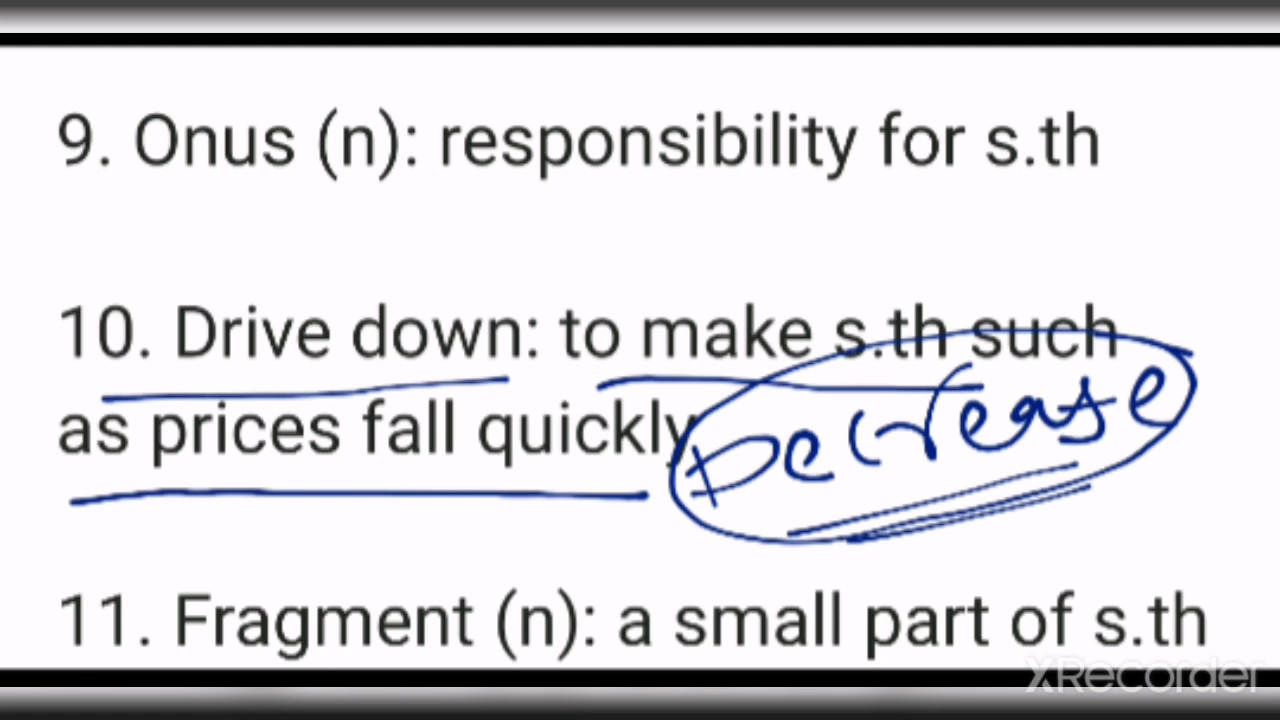 9. Onus (n): responsibility for s.th
10. Drive down: to make s.th such
as prices fall quickly
Decrease
11. Fragment (n): a small part of s.th
XRecorder